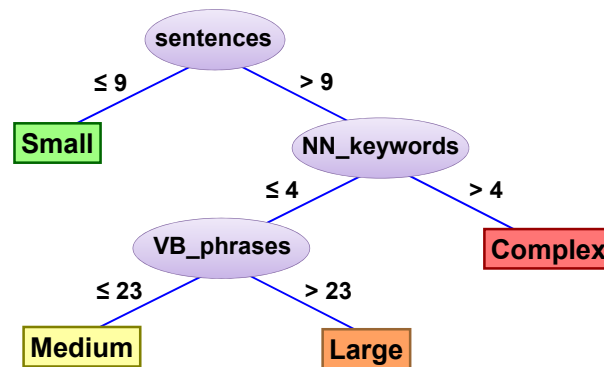 sentences
≤ 9
> 9
Small
NN_keywords
≤ 4
> 4
VB_phrases
Complex
≤ 23
> 23
Medium
Large